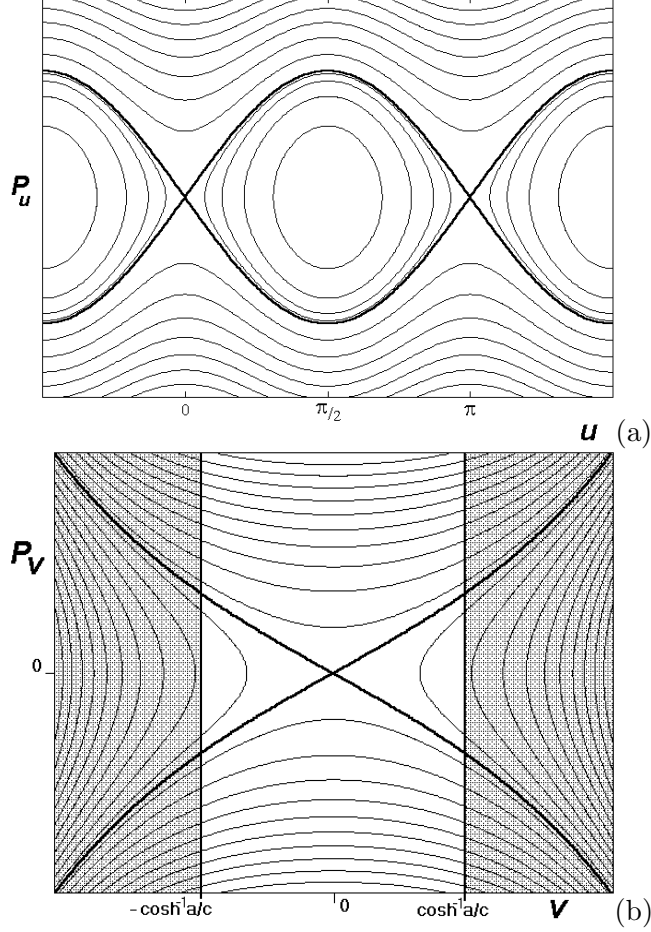 P_u
0 π/2 π
u (a)
P_V
0
- cosh⁻¹a/c 0 cosh⁻¹a/c V (b)